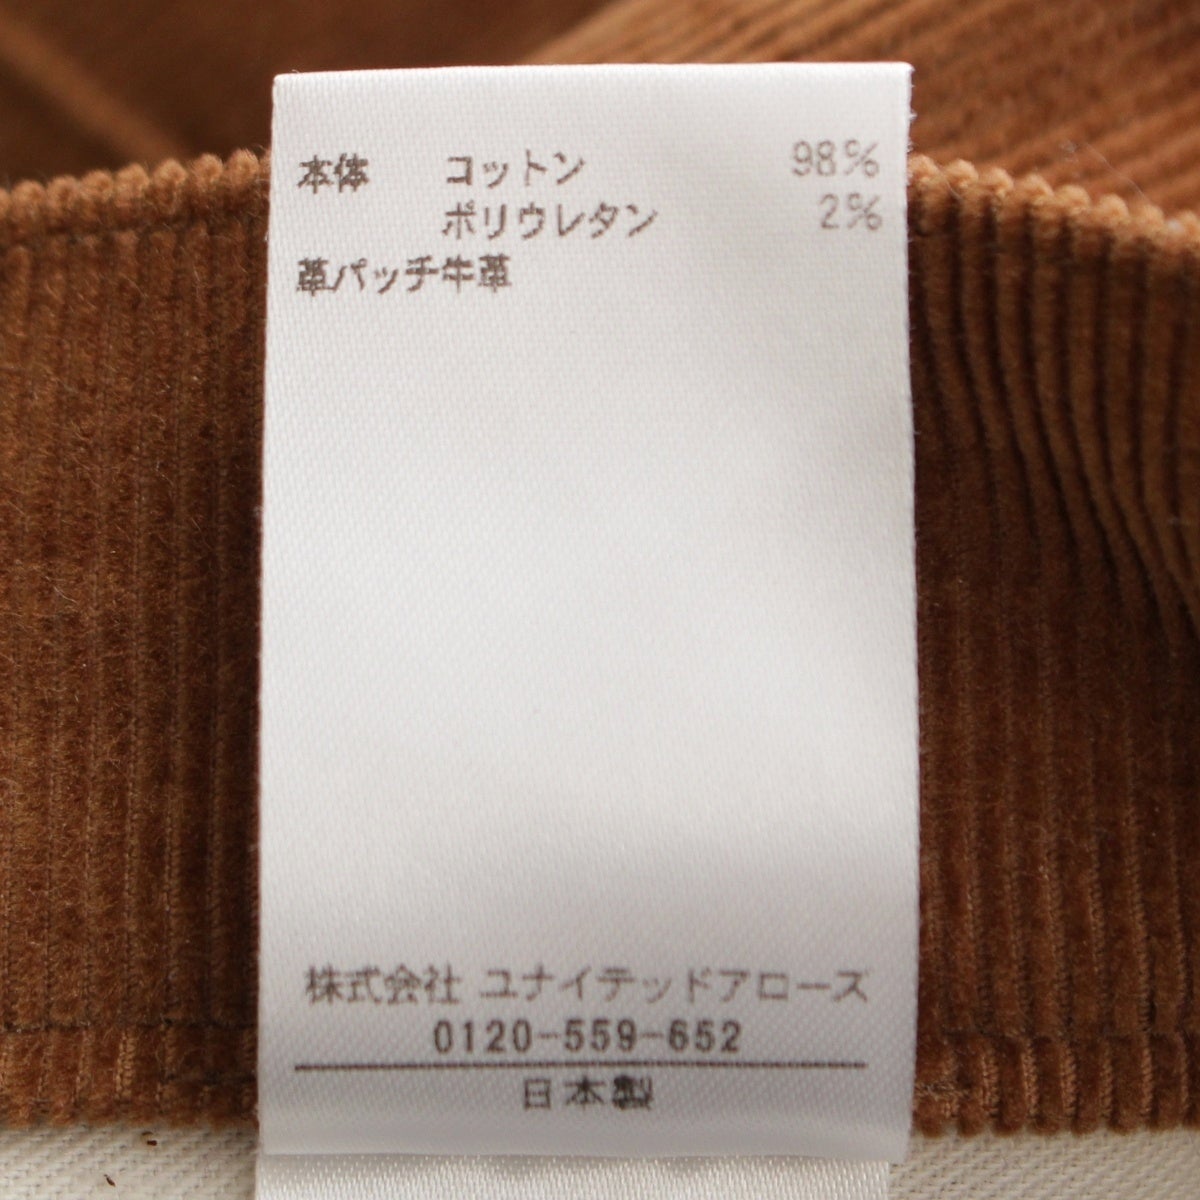 本体 コットン 98%
ポリウレタン 2%
革パッチ牛革
株式会社 ユナイテッドアローズ
0120-559-652
日本製